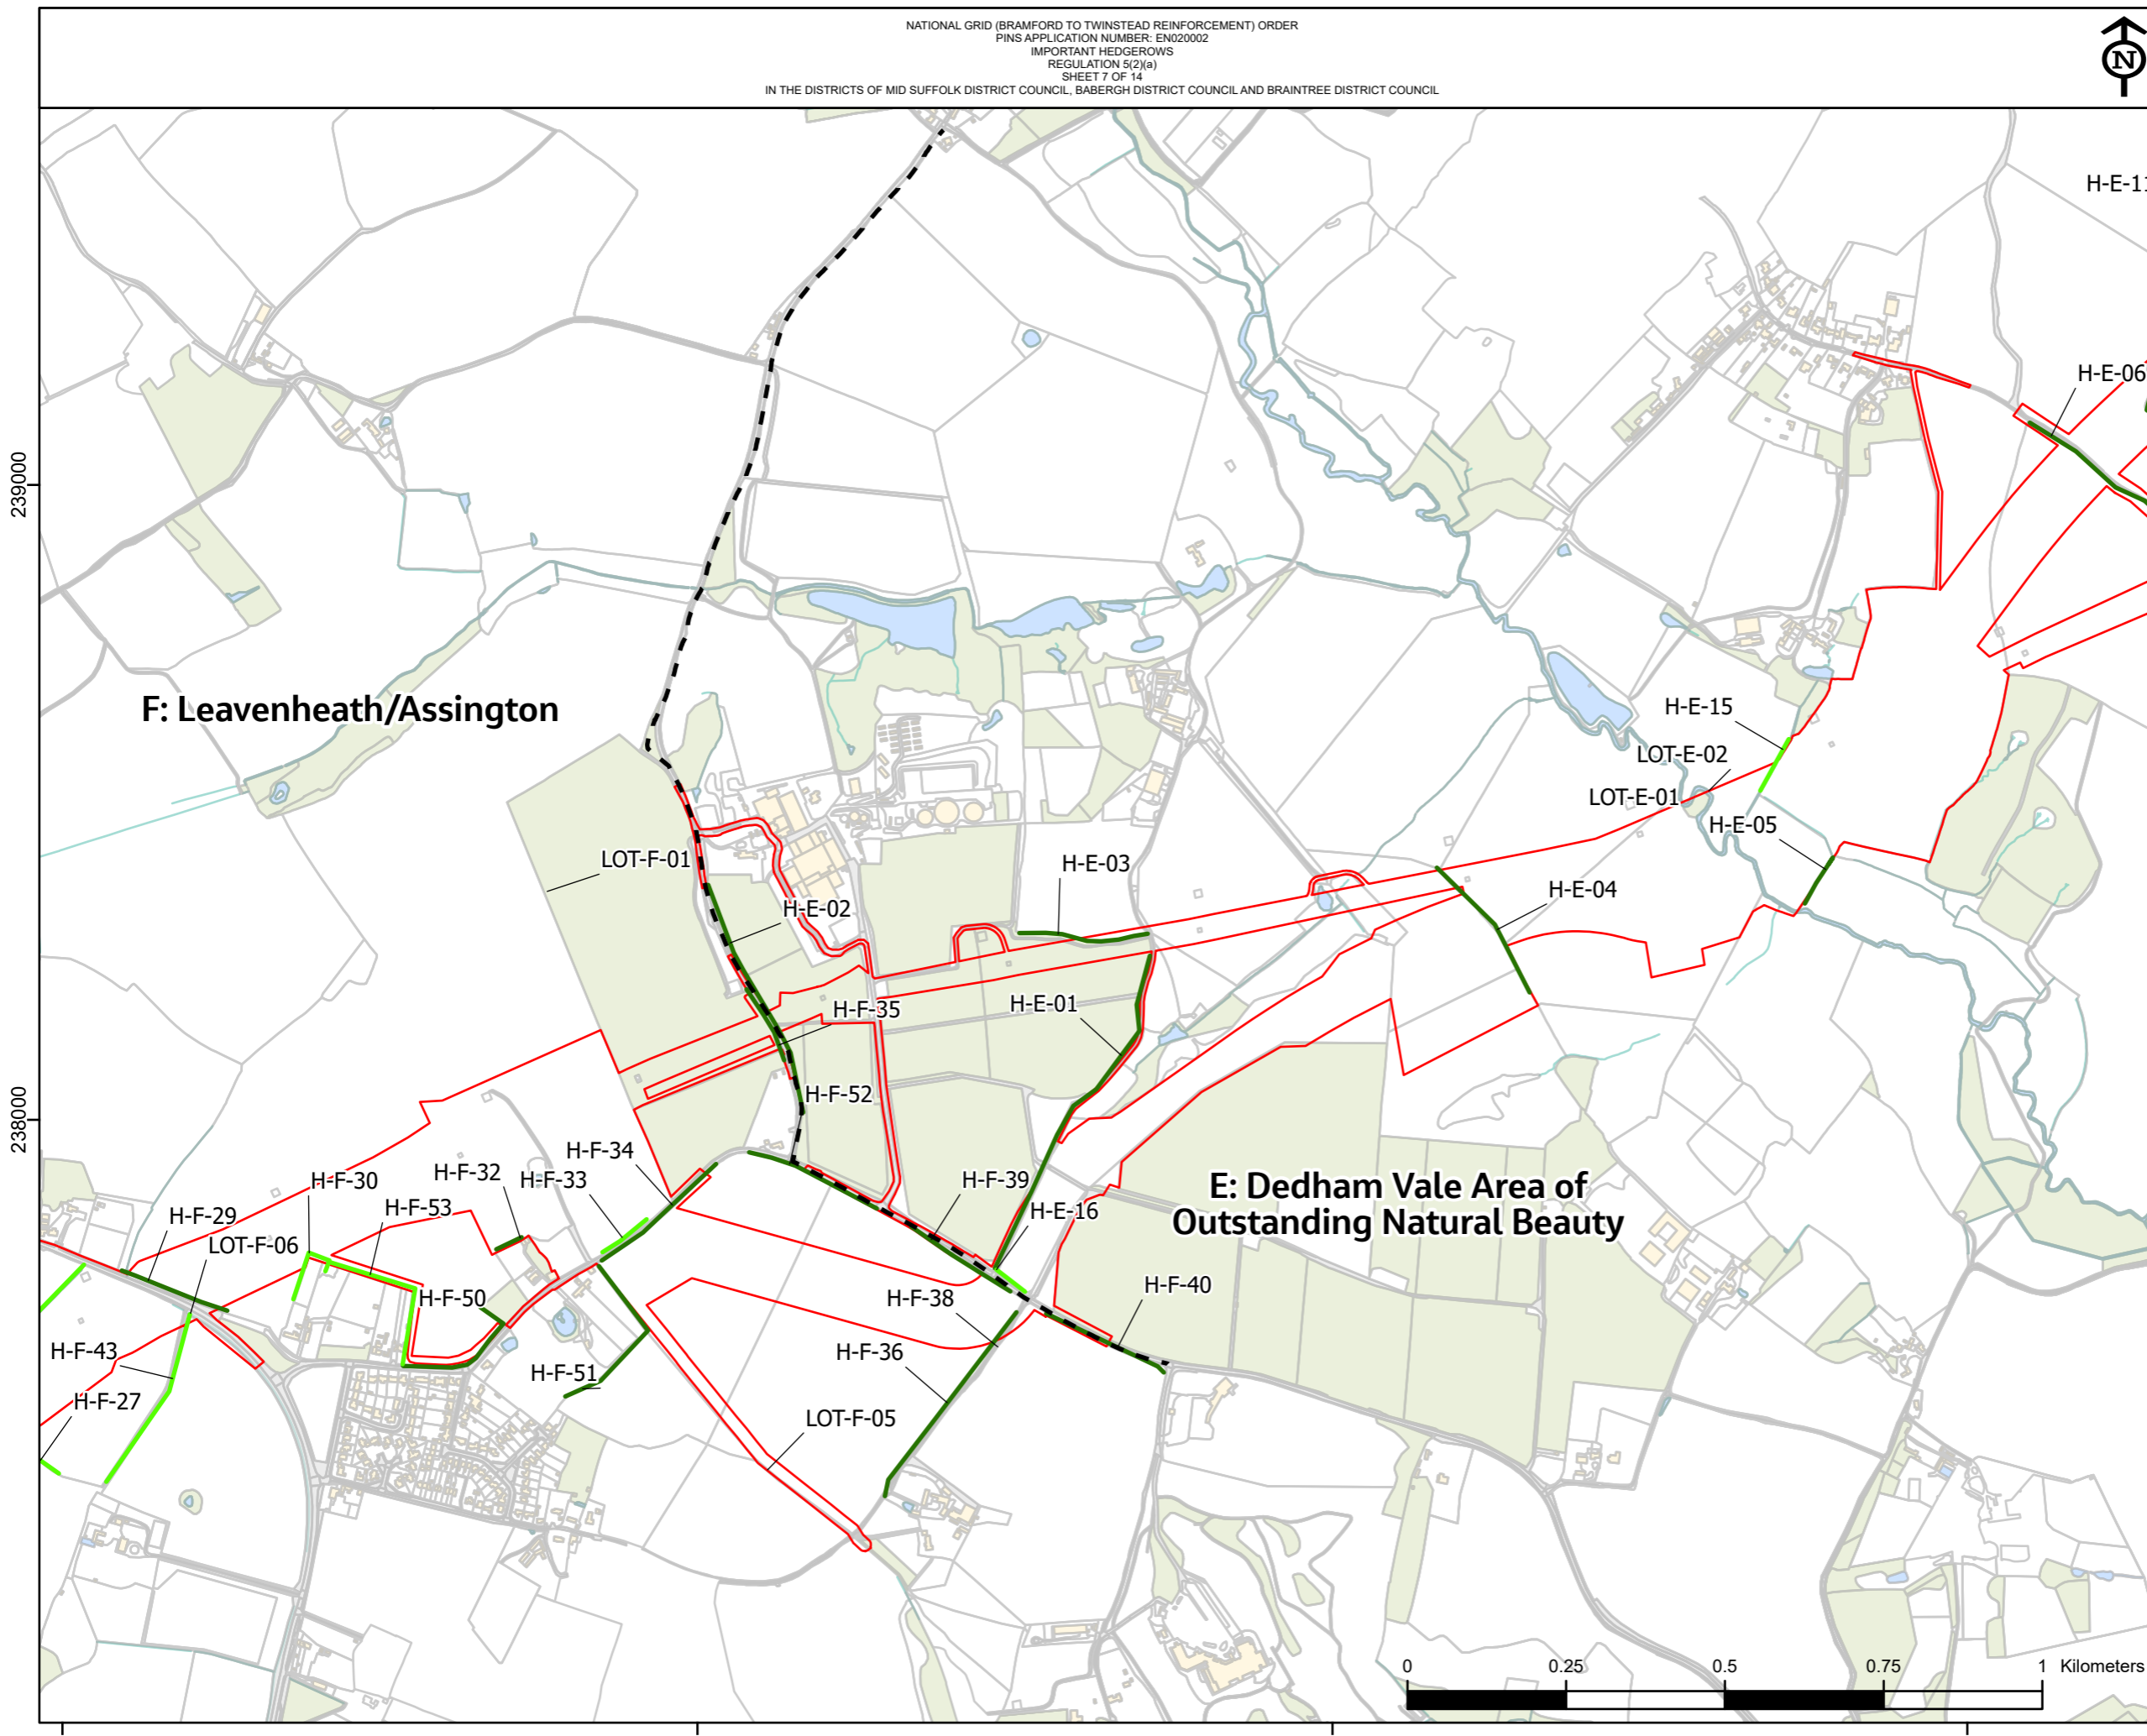 NATIONAL GRID (BRAMFORD TO TWINSTEAD REINFORCEMENT) ORDER
PINS APPLICATION NUMBER: EN020002
IMPORTANT HEDGEROWS
REGULATION 5(2)(a)
SHEET 7 OF 14
IN THE DISTRICTS OF MID SUFFOLK DISTRICT COUNCIL, BABERGH DISTRICT COUNCIL AND BRAINTREE DISTRICT COUNCIL
N
H-E-11
H-E-06
239000
F: Leavenheath/Assington
H-E-15
LOT-E-02
LOT-E-01
H-E-05
LOT-F-01
H-E-03
H-E-04
H-E-02
H-F-35
H-E-01
H-F-52
238000
H-F-34
H-F-32
H-F-33
H-F-30
H-F-53
H-F-39
H-E-16
E: Dedham Vale Area of
Outstanding Natural Beauty
H-F-29
LOT-F-06
H-F-50
H-F-38
H-F-40
H-F-43
H-F-36
H-F-51
H-F-27
LOT-F-05
0 0.25 0.5 0.75 1 Kilometers